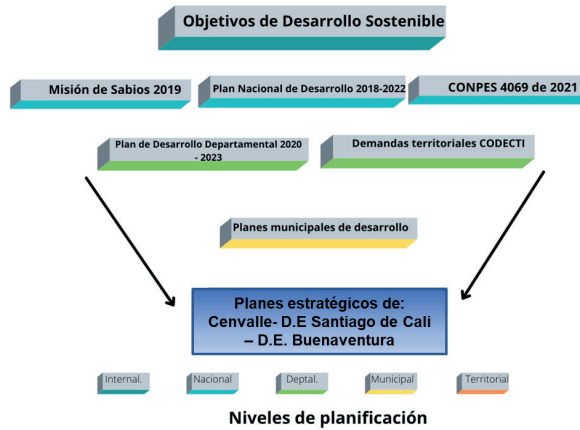 Objetivos de Desarrollo Sostenible
Misión de Sabios 2019
Plan Nacional de Desarrollo 2018-2022
CONPES 4069 de 2021
Plan de Desarrollo Departamental 2020
- 2023
Demandas territoriales CODECTI
Planes municipales de desarrollo
Planes estratégicos de:
Cenvalle- D.E Santiago de Cali
– D.E. Buenaventura
Internal.
Nacional
Deptal.
Municipal
Territorial
Niveles de planificación